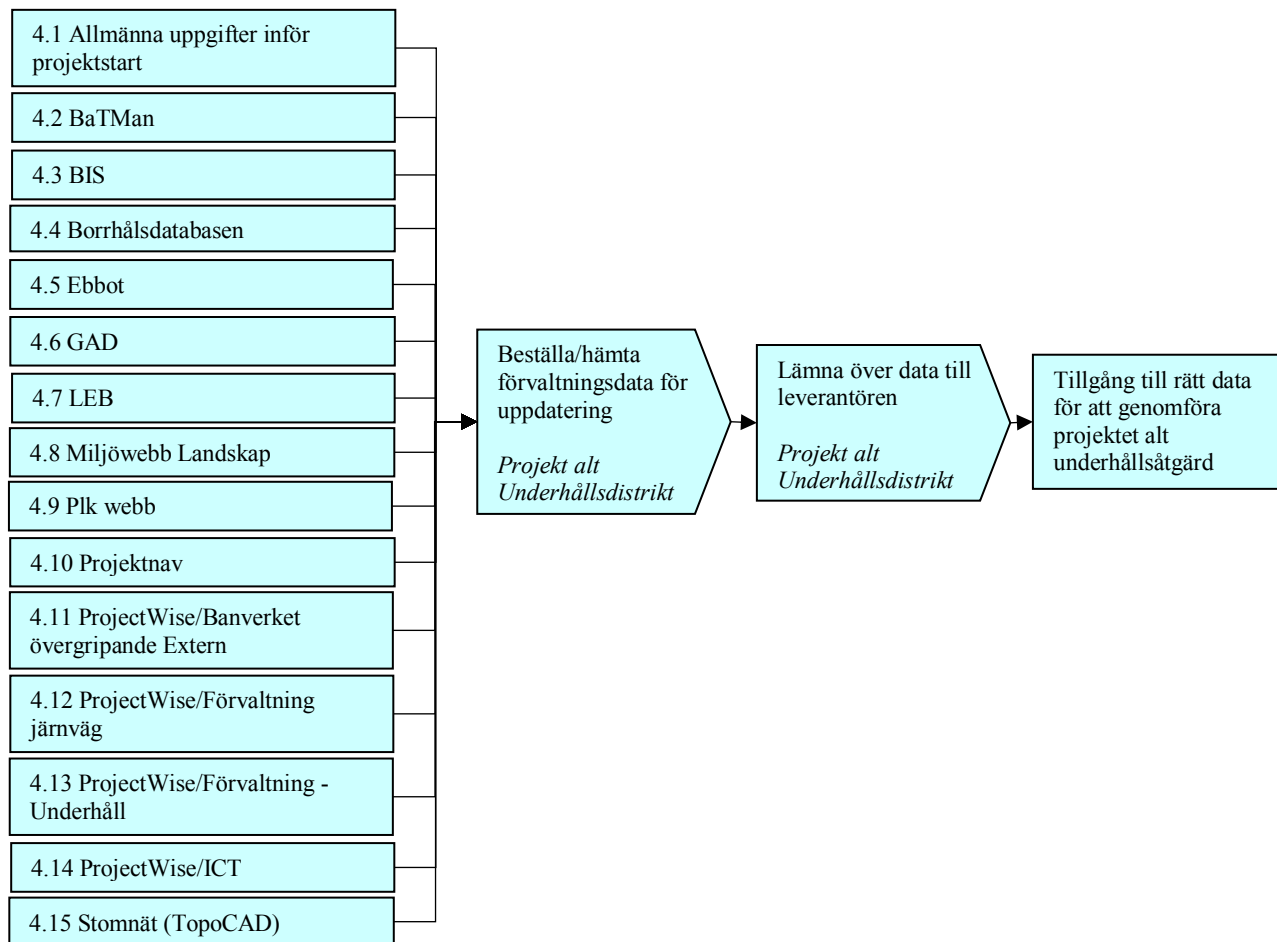 4.1 Allmänna uppgifter inför
projektstart
4.2 BaTMan
4.3 BIS
4.4 Borrhålsdatabasen
4.5 Ebbot
4.6 GAD
4.7 LEB
4.8 Miljöwebb Landskap
4.9 Plk webb
4.10 Projektnav
4.11 ProjectWise/Banverket
övergripande Extern
4.12 ProjectWise/Förvaltning
järnväg
4.13 ProjectWise/Förvaltning -
Underhåll
4.14 ProjectWise/ICT
4.15 Stomnät (TopoCAD)
Beställa/hämta
förvaltningsdata för
uppdatering
Projekt alt
Underhållsdistrikt
Lämna över data till
leverantören
Projekt alt
Underhållsdistrikt
Tillgång till rätt data
för att genomföra
projektet alt
underhållsåtgärd